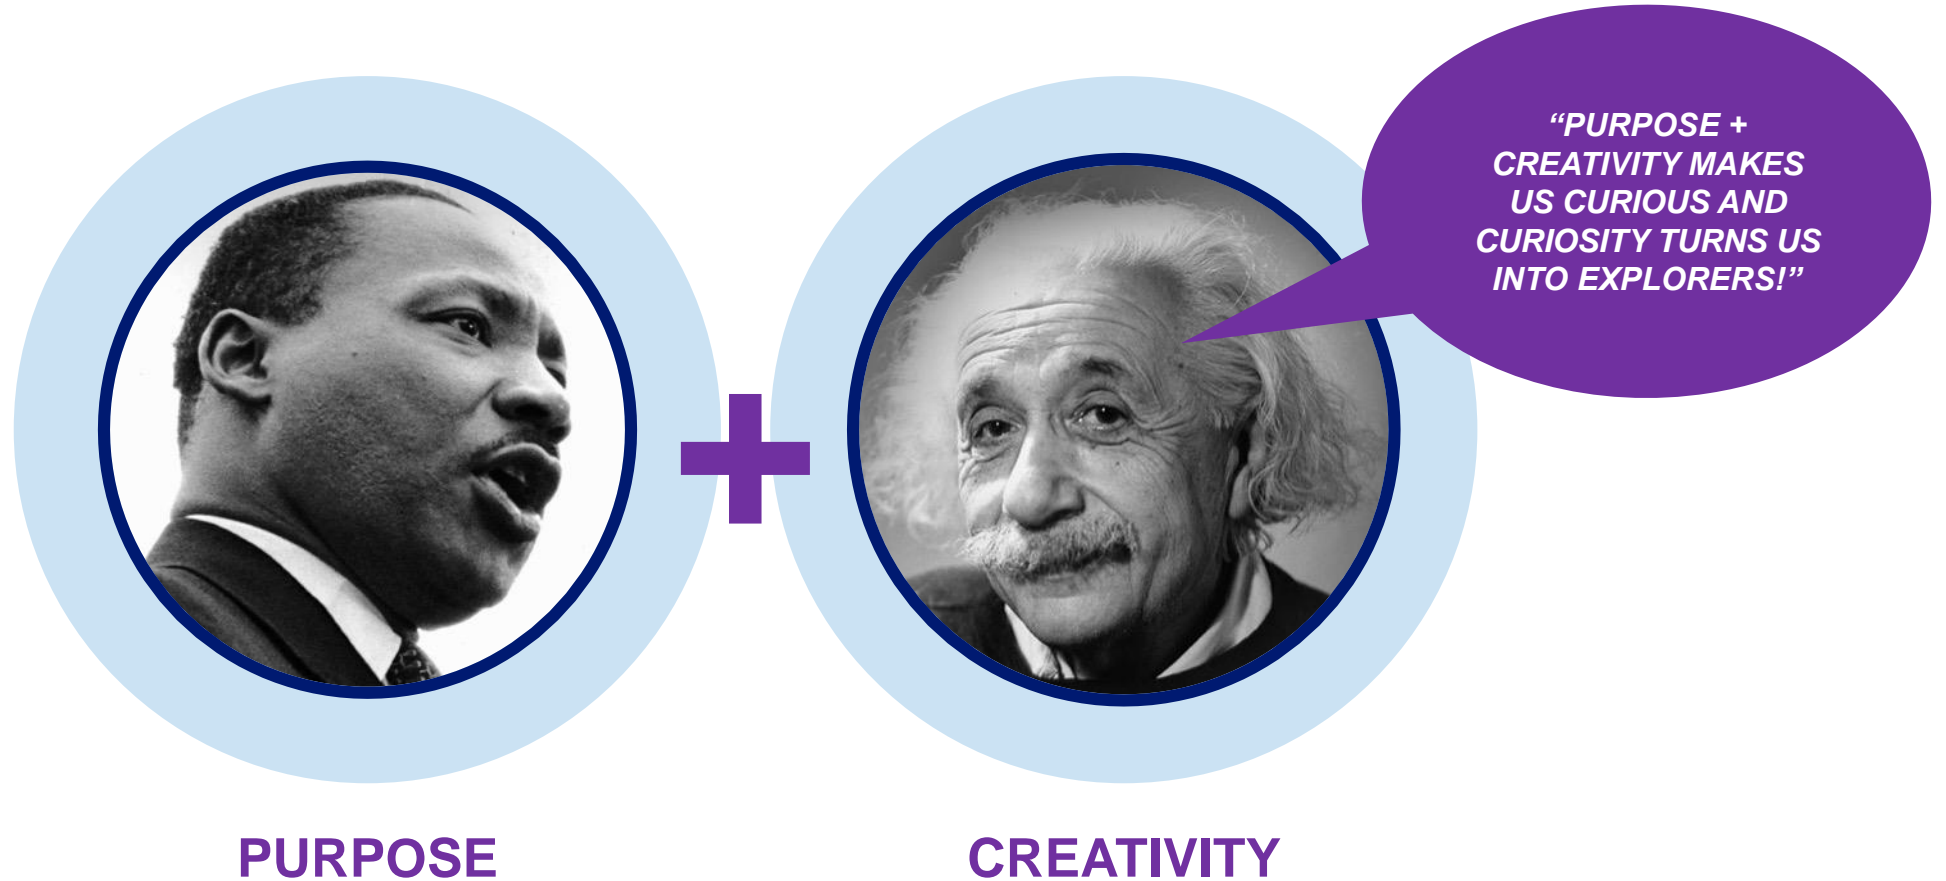 “PURPOSE +
CREATIVITY MAKES
US CURIOUS AND
CURIOSITY TURNS US
INTO EXPLORERS!”
PURPOSE
CREATIVITY